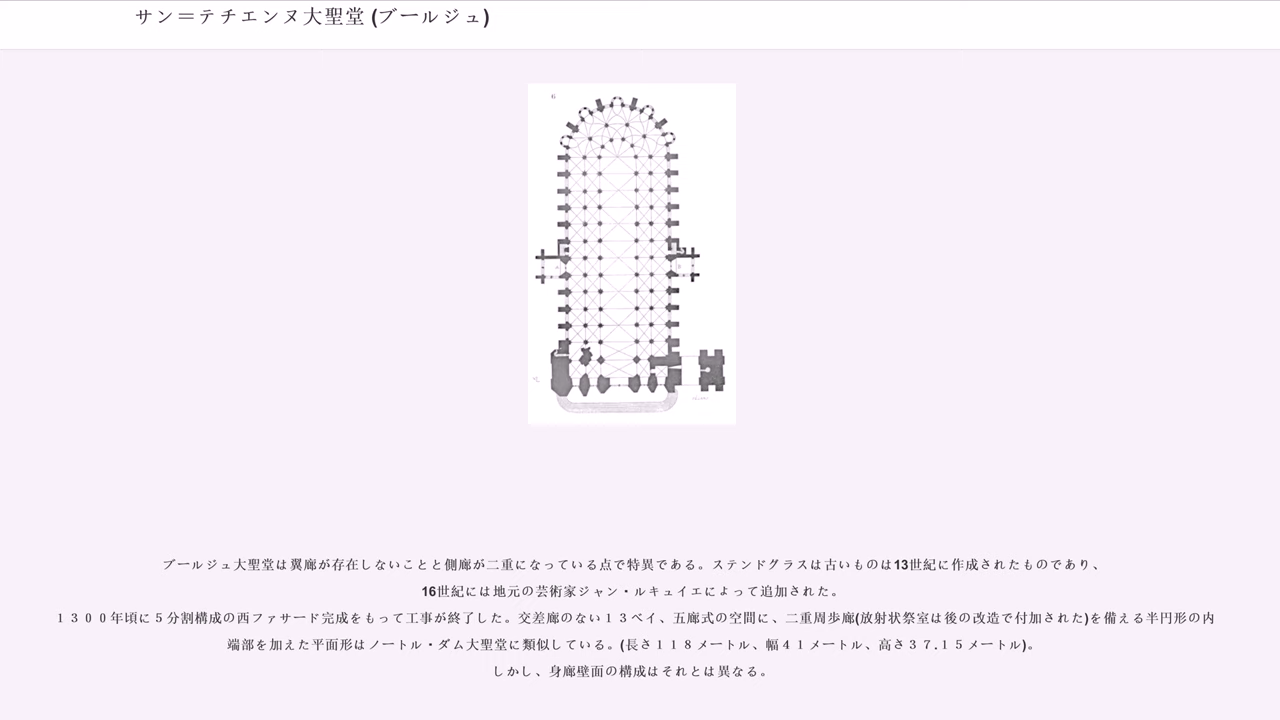 サン＝テチエンヌ大聖堂 (ブールジュ)
ブールジュ大聖堂は翼廊が存在しないことと側廊が二重になっている点で特異である。ステンドグラスは古いものは13世紀に作成されたものであり、
16世紀には地元の芸術家ジャン・ルキュイエによって追加された。
１３００年頃に５分割構成の西ファサード完成をもって工事が終了した。交差廊のない１３ベイ、五廊式の空間に、二重周歩廊(放射状祭室は後の改造で付加された)を備える半円形の内
端部を加えた平面形はノートル・ダム大聖堂に類似している。(長さ１１８メートル、幅４１メートル、高さ３７.１５メートル)。
しかし、身廊壁面の構成はそれとは異なる。